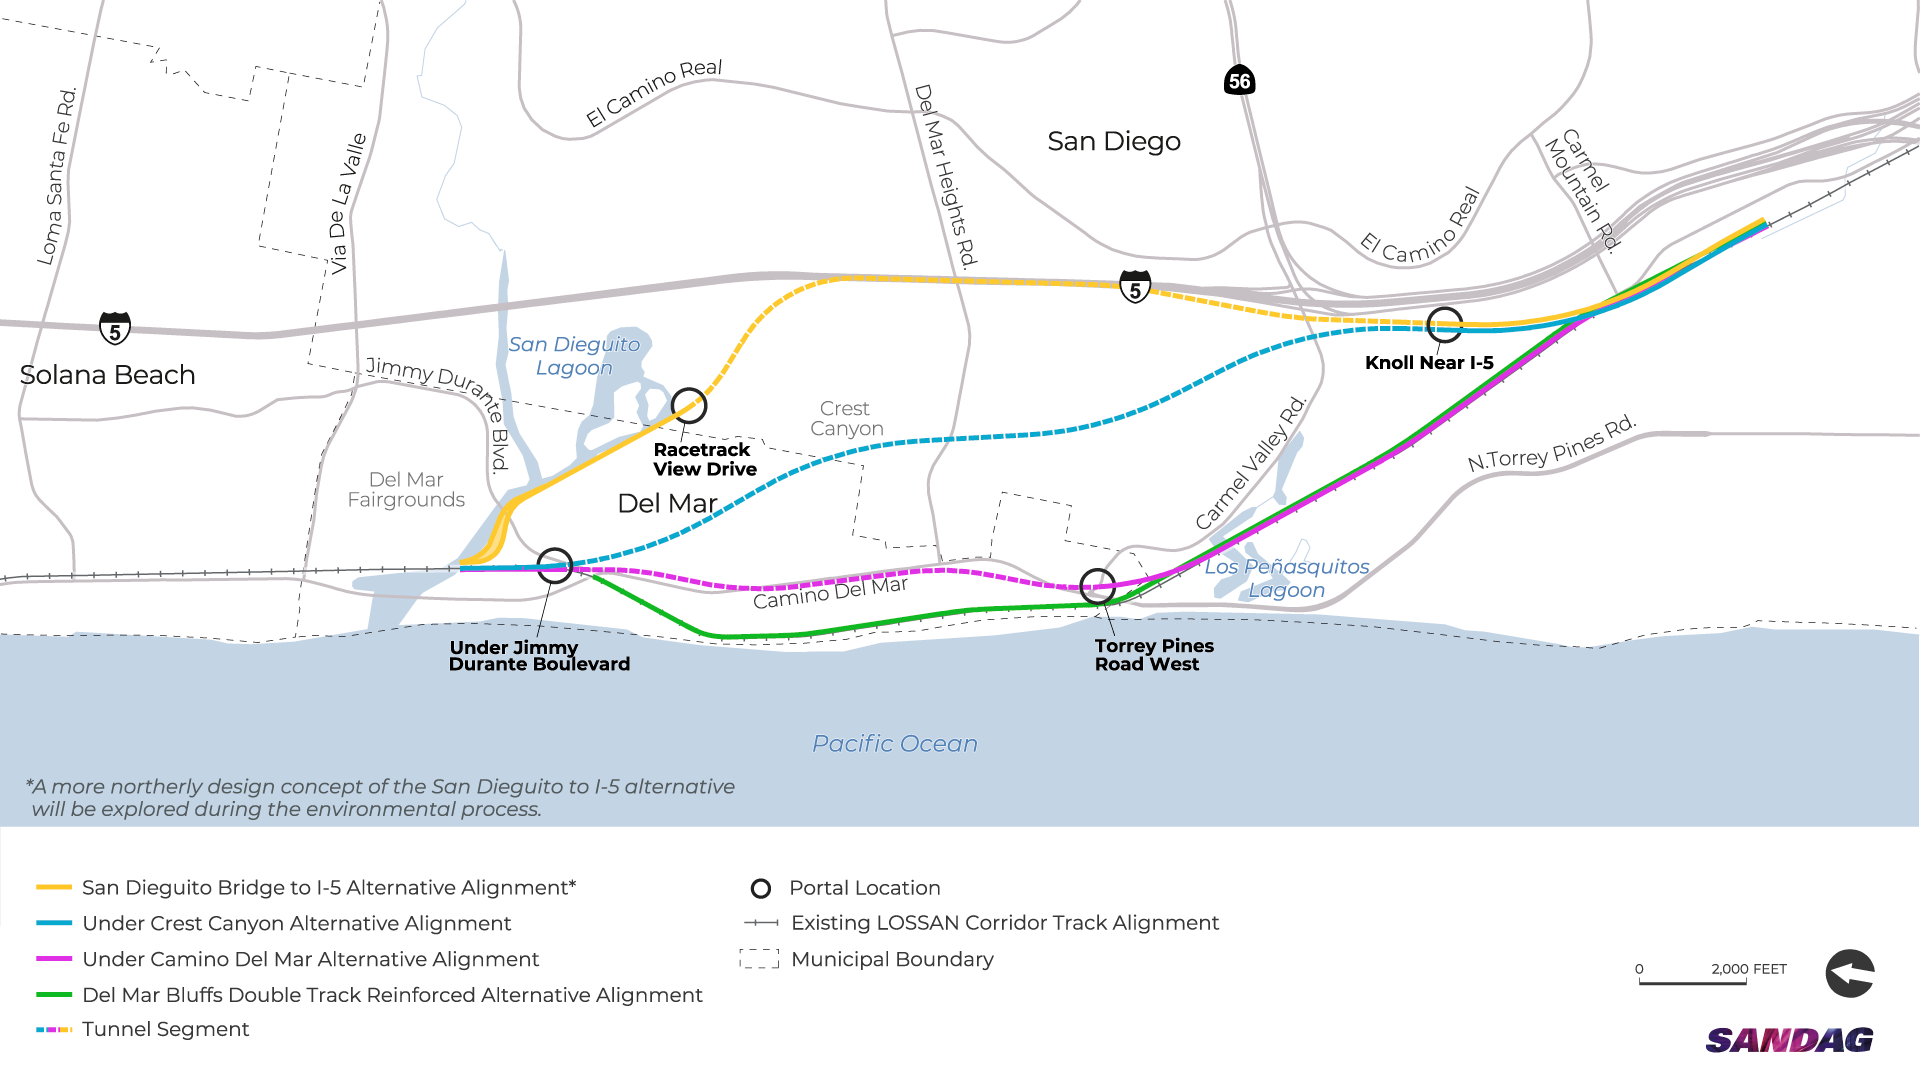 El Camino Real
Loma Santa Fe Rd.
Via De La Valle
Del Mar Heights Rd.
56
San Diego
Carmel
Mountain Rd.
El Camino Real
5
5
Solana Beach
San Dieguito
Lagoon
Jimmy Durante Blvd.
Knoll Near I-5
Crest
Canyon
Racetrack
View Drive
Carmel Valley Rd.
N.Torrey Pines Rd.
Del Mar
Fairgrounds
Del Mar
Los Peñasquitos
Lagoon
Camino Del Mar
Under Jimmy
Durante Boulevard
Torrey Pines
Road West
Pacific Ocean
*A more northerly design concept of the San Dieguito to I-5 alternative
will be explored during the environmental process.
San Dieguito Bridge to I-5 Alternative Alignment*
Under Crest Canyon Alternative Alignment
Under Camino Del Mar Alternative Alignment
Del Mar Bluffs Double Track Reinforced Alternative Alignment
Tunnel Segment
Portal Location
Existing LOSSAN Corridor Track Alignment
Municipal Boundary
0 2,000 FEET
SANDAG